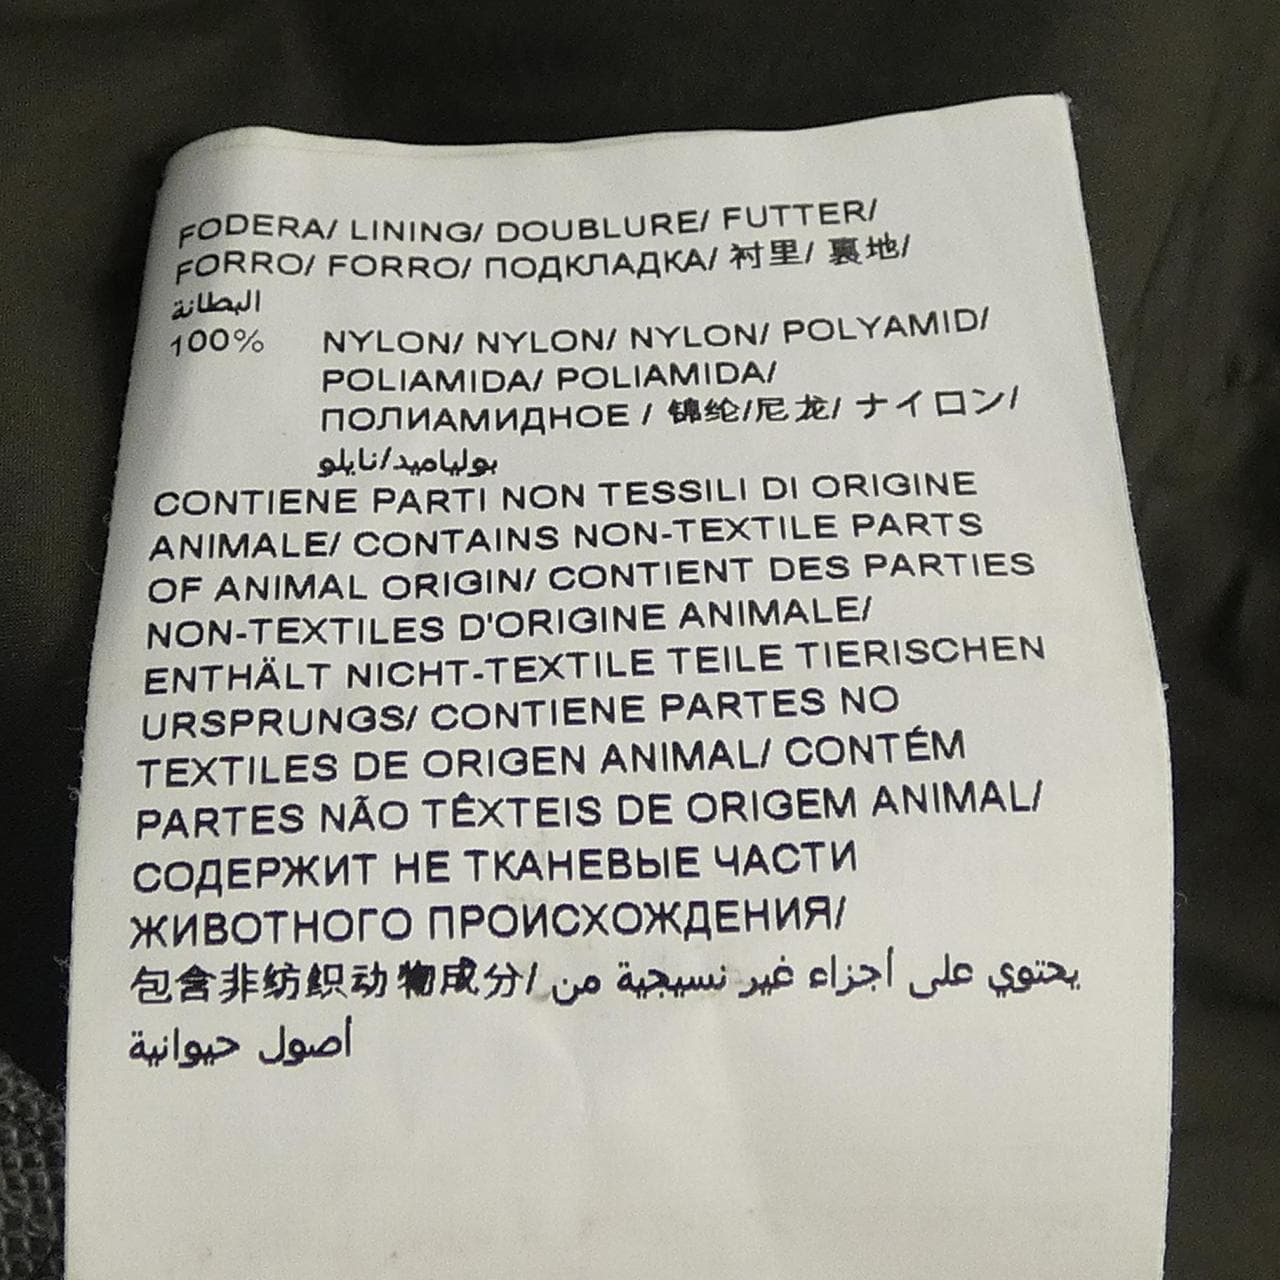 FODERA/ LINING/ DOUBLURE/ FUTTER/
FORRO/ FORRO/ ПОДКЛАДКА/ 衬里/ 裏地/
البطانة
100% NYLON/ NYLON/ NYLON/ POLYAMID/
POLIAMIDA/ POLIAMIDA/
ПОЛИАМИДНОЕ / 锦纶/尼龙/ ナイロン/
بولياميد/نايلو
CONTIENE PARTI NON TESSILI DI ORIGINE
ANIMALE/ CONTAINS NON-TEXTILE PARTS
OF ANIMAL ORIGIN/ CONTIENT DES PARTIES
NON-TEXTILES D'ORIGINE ANIMALE/
ENTHÄLT NICHT-TEXTILE TEILE TIERISCHEN
URSPRUNGS/ CONTIENE PARTES NO
TEXTILES DE ORIGEN ANIMAL/ CONTÉM
PARTES NÃO TÊXTEIS DE ORIGEM ANIMAL/
СОДЕРЖИТ НЕ ТКАНЕВЫЕ ЧАСТИ
ЖИВОТНОГО ПРОИСХОЖДЕНИЯ/
包含非纺织动物成分/ يحتوي على أجزاء غير نسيجية من
أصول حيوانية